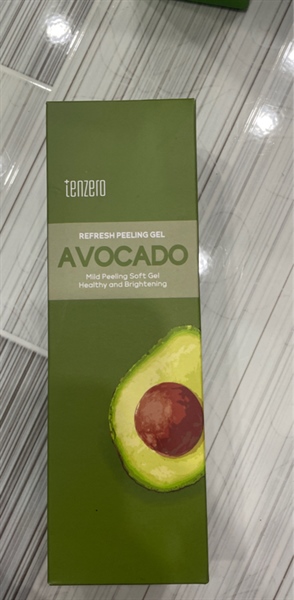 tenzero
REFRESH PEELING GEL
AVOCADO
Mild Peeling Soft Gel
Healthy and Brightening